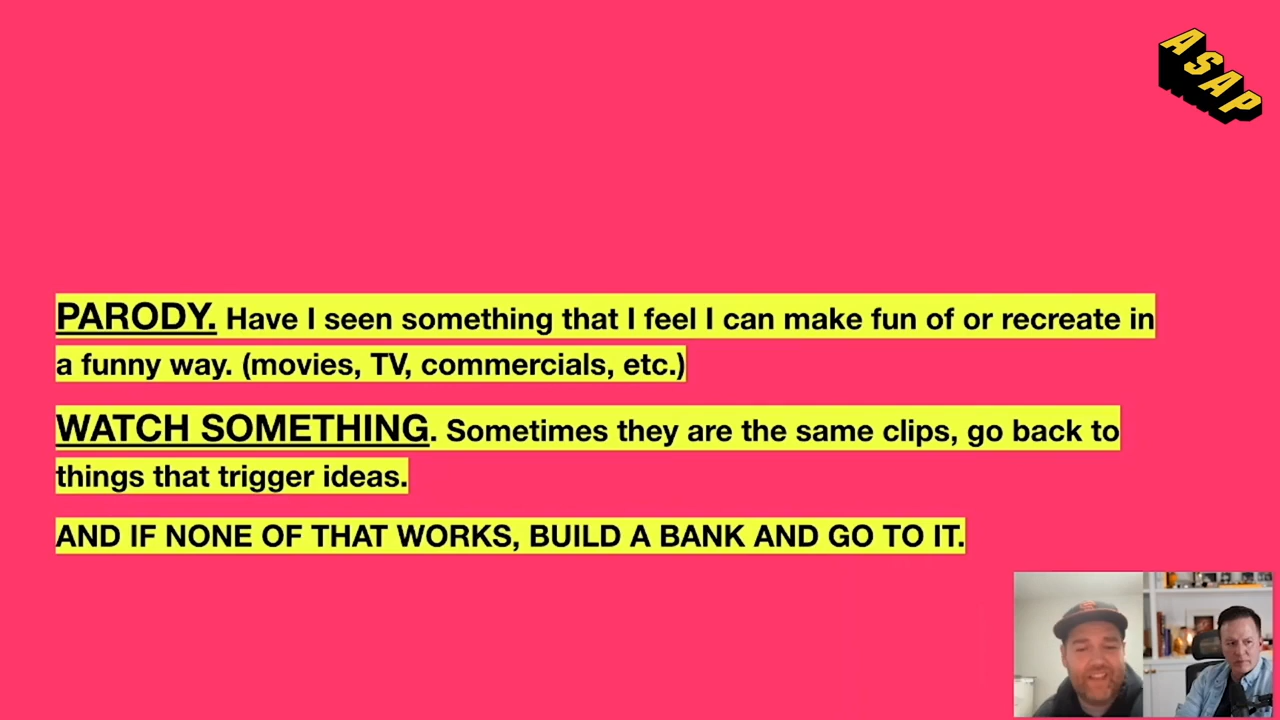 ASAP
PARODY. Have I seen something that I feel I can make fun of or recreate in
a funny way. (movies, TV, commercials, etc.)
WATCH SOMETHING. Sometimes they are the same clips, go back to
things that trigger ideas.
AND IF NONE OF THAT WORKS, BUILD A BANK AND GO TO IT.